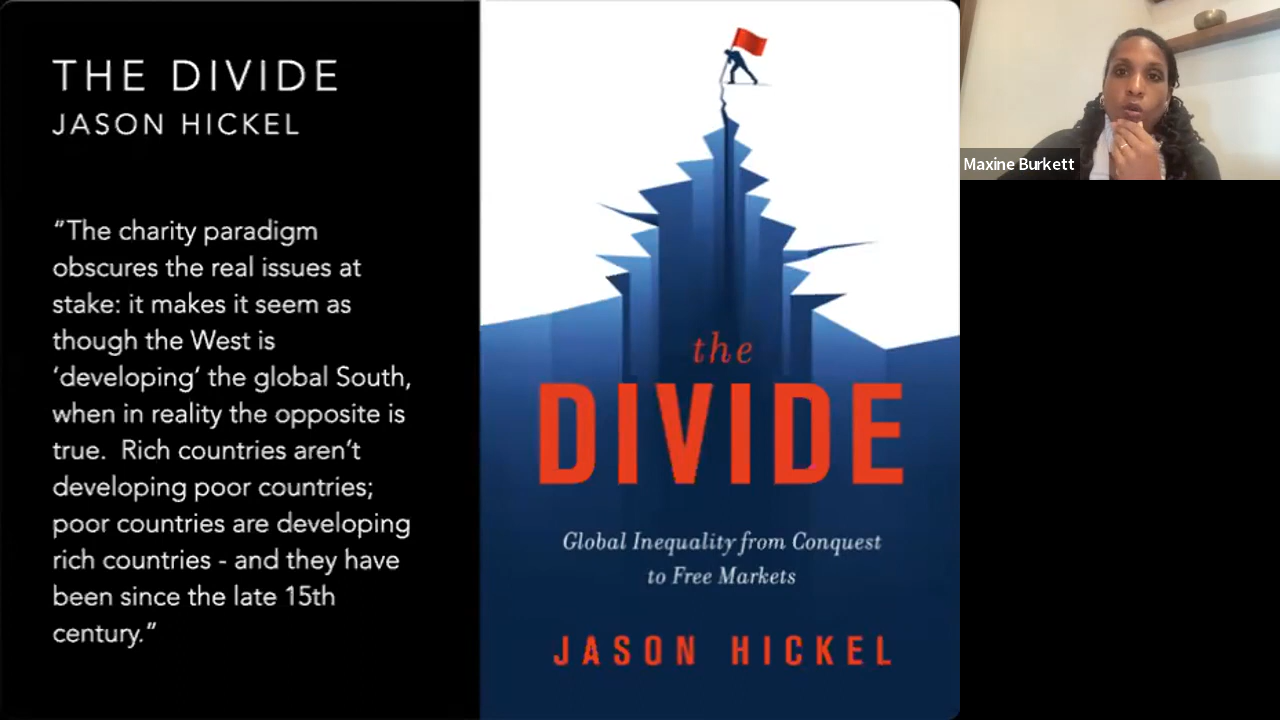 THE DIVIDE
JASON HICKEL
“The charity paradigm
obscures the real issues at
stake: it makes it seem as
though the West is
‘developing‘ the global South,
when in reality the opposite is
true.  Rich countries aren’t
developing poor countries;
poor countries are developing
rich countries - and they have
been since the late 15th
century.”
the
DIVIDE
Global Inequality from Conquest
to Free Markets
JASON HICKEL
Maxine Burkett